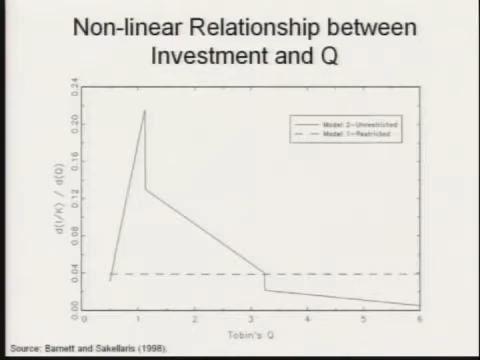 Non-linear Relationship between
Investment and Q
d(I/K) / d(Q)
0.24
0.20
0.16
0.12
0.08
0.04
0.00
Model 2-Unrestricted
Model 1-Restricted
0 1 2 3 4 5 6
Tobin's Q
Source: Barnett and Sakellaris (1998).